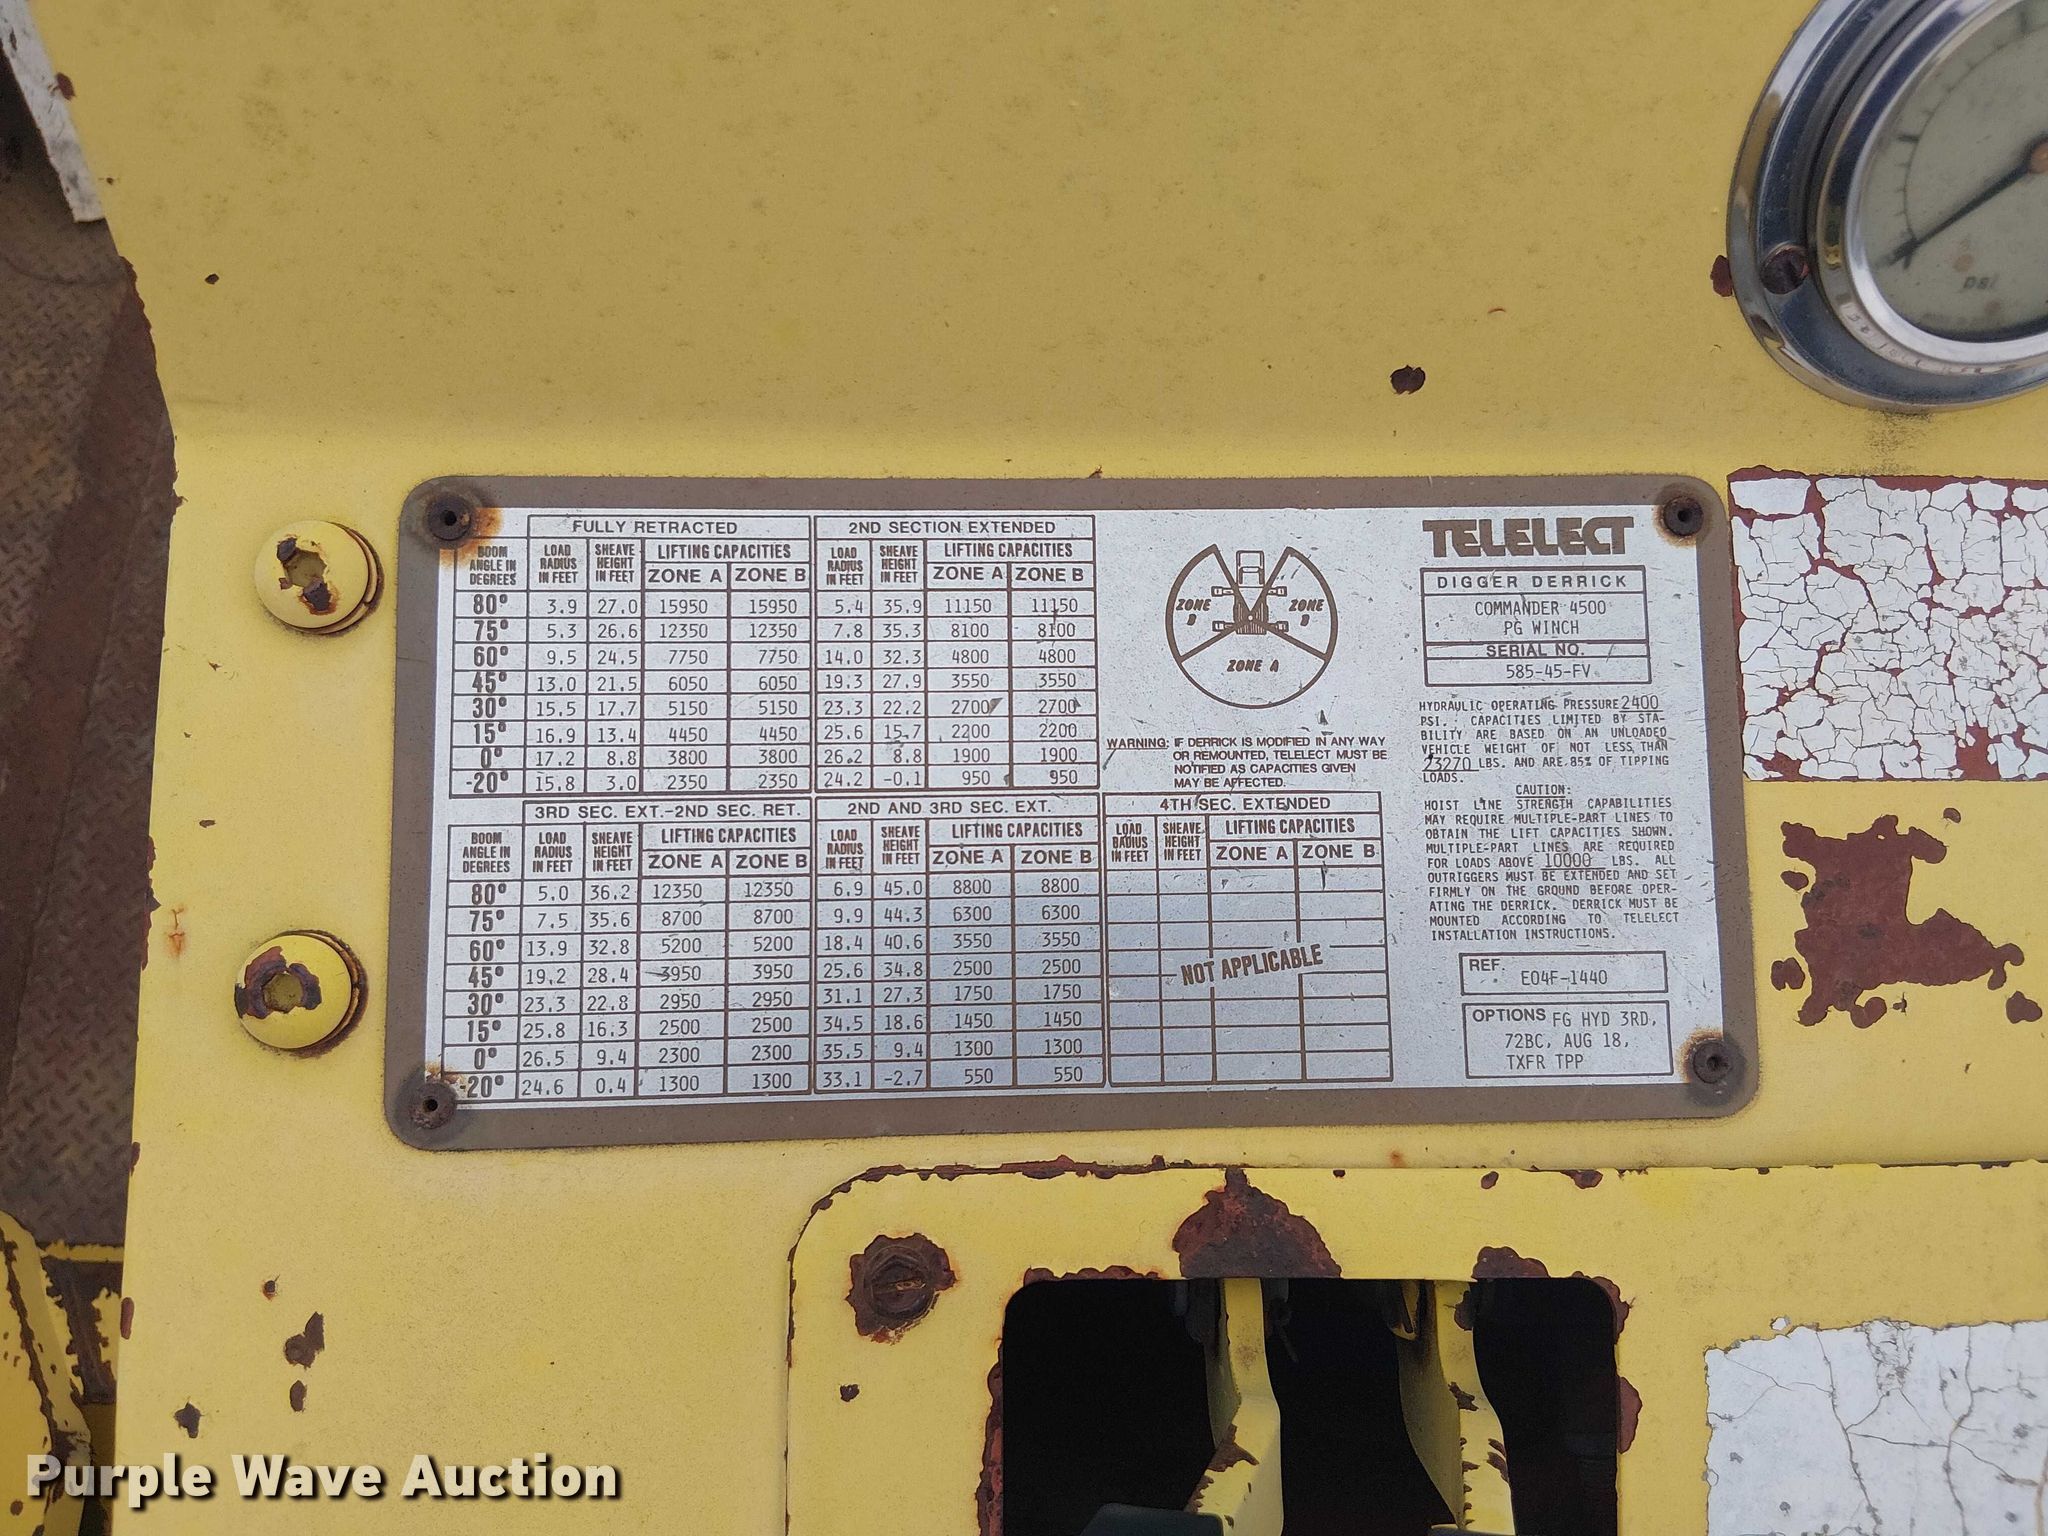 psi
FULLY RETRACTED 2ND SECTION EXTENDED
BOOM ANGLE IN DEGREES LOAD RADIUS IN FEET SHEAVE HEIGHT IN FEET LIFTING CAPACITIES LOAD RADIUS IN FEET SHEAVE HEIGHT IN FEET LIFTING CAPACITIES
ZONE A ZONE B ZONE A ZONE B
80° 3.9 27.0 15950 15950 5.4 35.9 11150 11150
75° 5.3 26.6 12350 12350 7.8 35.3 8100 8100
60° 9.5 24.5 7750 7750 14.0 32.3 4800 4800
45° 13.0 21.5 6050 6050 19.3 27.9 3550 3550
30° 15.5 17.7 5150 5150 23.3 22.2 2700 2700
15° 16.9 13.4 4450 4450 25.6 15.7 2200 2200
0° 17.2 8.8 3800 3800 26.2 8.8 1900 1900
-20° 15.8 3.0 2350 2350 24.2 -0.1 950 950
3RD SEC. EXT.-2ND SEC. RET. 2ND AND 3RD SEC. EXT. 4TH SEC. EXTENDED
BOOM ANGLE IN DEGREES LOAD RADIUS IN FEET SHEAVE HEIGHT IN FEET LIFTING CAPACITIES LOAD RADIUS IN FEET SHEAVE HEIGHT IN FEET LIFTING CAPACITIES LOAD RADIUS IN FEET SHEAVE HEIGHT IN FEET LIFTING CAPACITIES
ZONE A ZONE B ZONE A ZONE B ZONE A ZONE B
80° 5.0 36.2 12350 12350 6.9 45.0 8800 8800
75° 7.5 35.6 8700 8700 9.9 44.3 6300 6300
60° 13.9 32.8 5200 5200 18.4 40.6 3550 3550
45° 19.2 28.4 3950 3950 25.6 34.8 2500 2500
30° 23.3 22.8 2950 2950 31.1 27.3 1750 1750
15° 25.8 16.3 2500 2500 34.5 18.6 1450 1450
0° 26.5 9.4 2300 2300 35.5 9.4 1300 1300
-20° 24.6 0.4 1300 1300 33.1 -2.7 550 550
NOT APPLICABLE
ZONE B ZONE B
ZONE A
WARNING: IF DERRICK IS MODIFIED IN ANY WAY
OR REMOUNTED, TELELECT MUST BE
NOTIFIED AS CAPACITIES GIVEN
MAY BE AFFECTED.
TELELECT
DIGGER DERRICK
COMMANDER 4500
PG WINCH
SERIAL NO.
585-45-FV
HYDRAULIC OPERATING PRESSURE 2400
PSI. CAPACITIES LIMITED BY STA-
BILITY ARE BASED ON AN UNLOADED
VEHICLE WEIGHT OF NOT LESS THAN
23270 LBS. AND ARE 85% OF TIPPING
LOADS.
CAUTION:
HOIST LINE STRENGTH CAPABILITIES
MAY REQUIRE MULTIPLE-PART LINES TO
OBTAIN THE LIFT CAPACITIES SHOWN.
MULTIPLE-PART LINES ARE REQUIRED
FOR LOADS ABOVE 10000 LBS. ALL
OUTRIGGERS MUST BE EXTENDED AND SET
FIRMLY ON THE GROUND BEFORE OPER-
ATING THE DERRICK. DERRICK MUST BE
MOUNTED ACCORDING TO TELELECT
INSTALLATION INSTRUCTIONS.
REF. E04F-1440
OPTIONS FG HYD 3RD,
72BC, AUG 18,
TXFR TPP
Purple Wave Auction